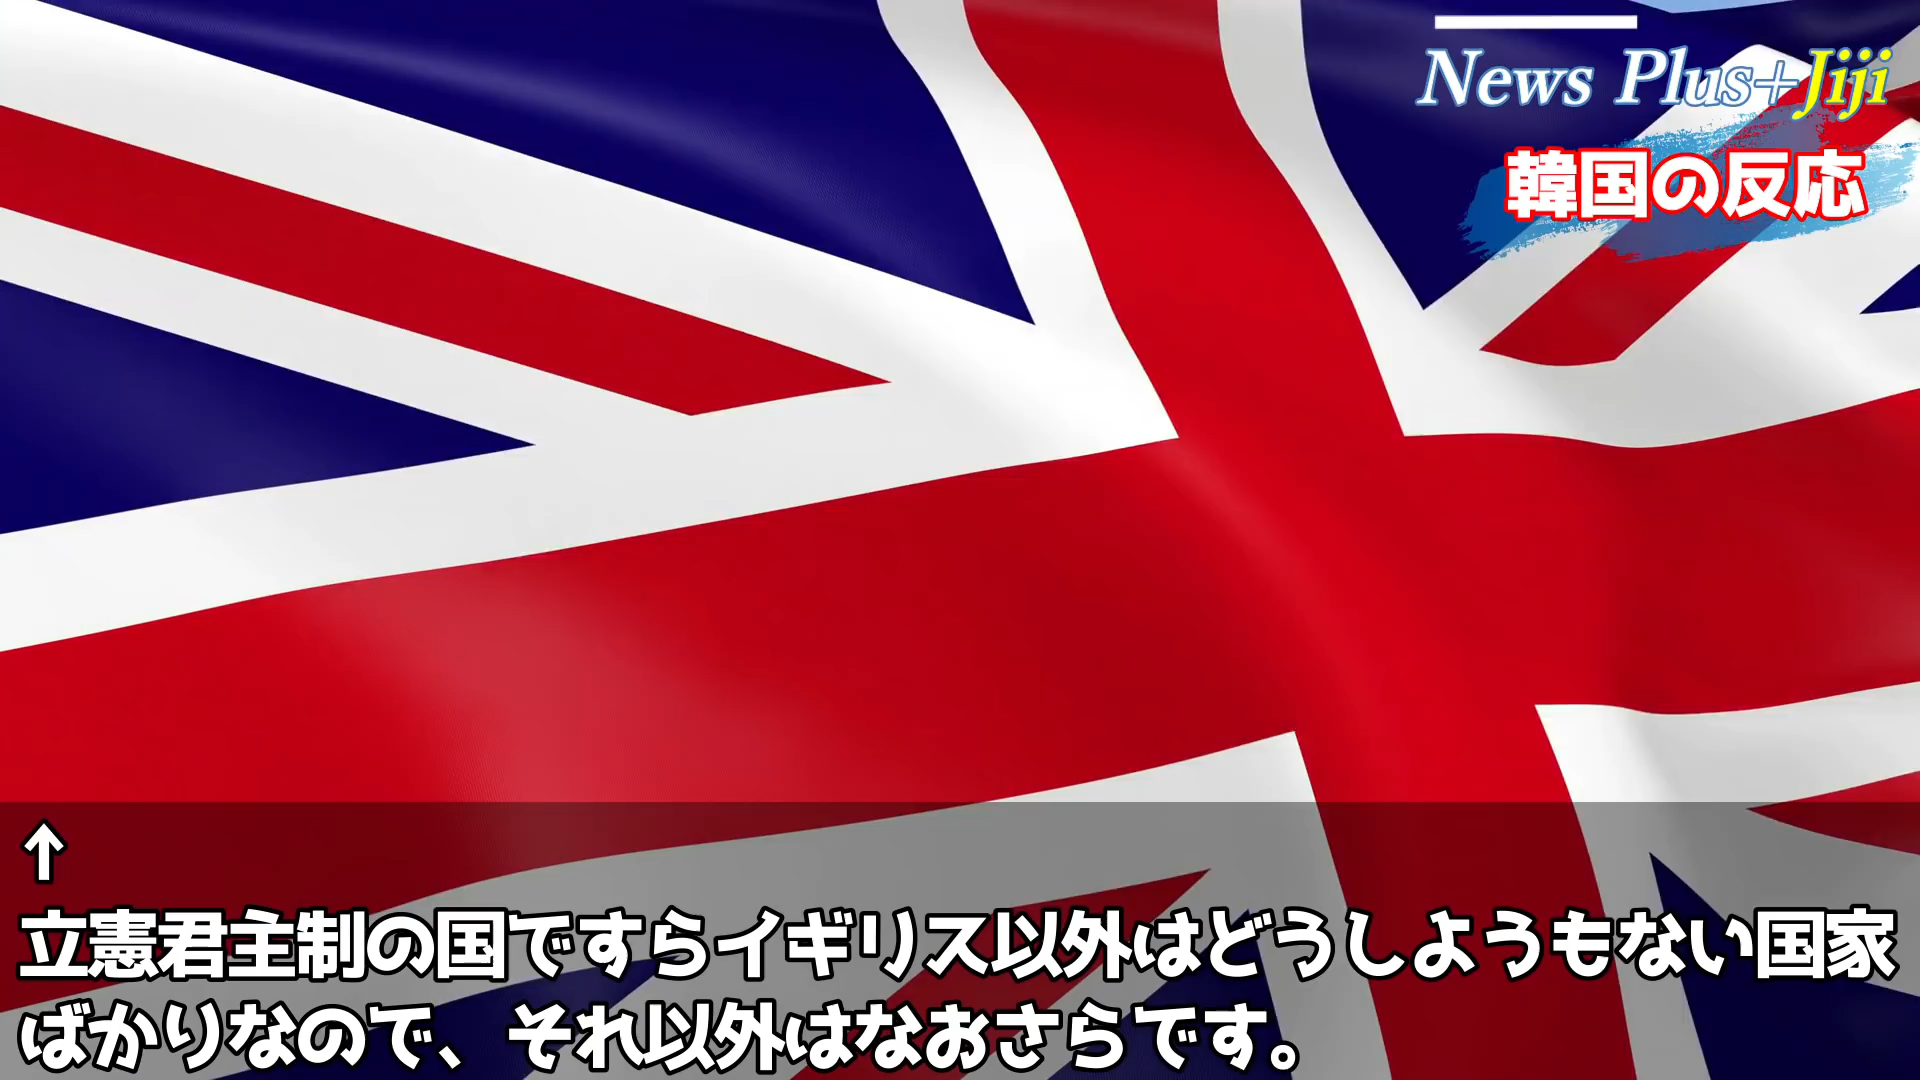 News Plus+Jiji
韓国の反応
↑
立憲君主制の国ですらイギリス以外はどうしようもない国家
ばかりなので、それ以外はなおさらです。